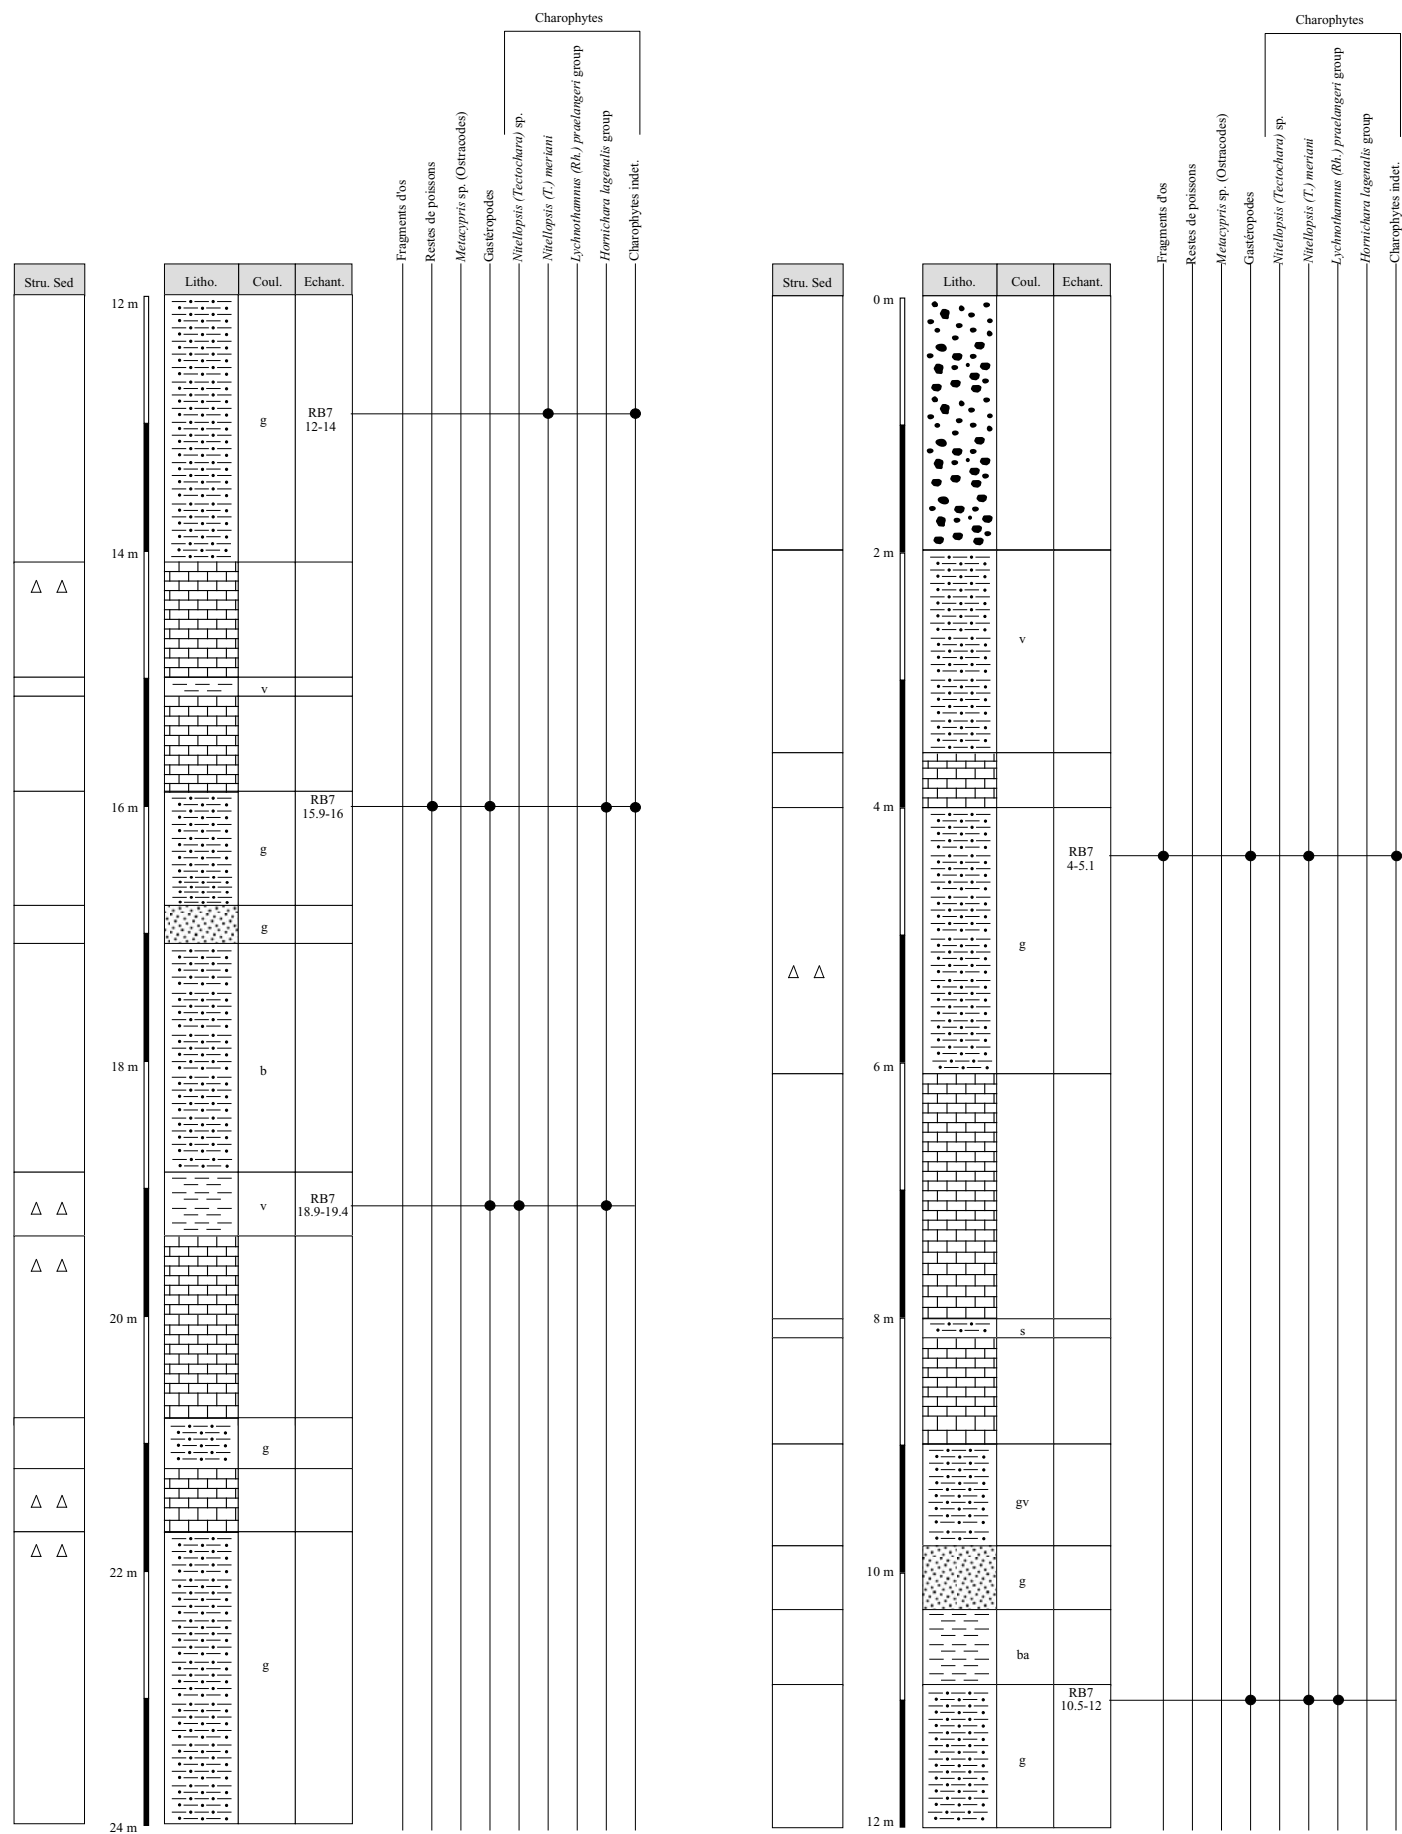 Charophytes
Fragments d'os
Restes de poissons
Metacypris sp. (Ostracodes)
Gastéropodes
Nitellopsis (Tectochara) sp.
Nitellopsis (T.) meriani
Lychnothamnus (Rh.) praelangeri group
Hornichara lagenalis group
Charophytes indet.
Stru. Sed
Litho.
Coul.
Echant.
12 m
g
RB7
12-14
14 m
v
RB7
15.9-16
16 m
g
g
18 m
b
RB7
18.9-19.4
v
20 m
g
22 m
g
24 m
Charophytes
Fragments d'os
Restes de poissons
Metacypris sp. (Ostracodes)
Gastéropodes
Nitellopsis (Tectochara) sp.
Nitellopsis (T.) meriani
Lychnothamnus (Rh.) praelangeri group
Hornichara lagenalis group
Charophytes indet.
Stru. Sed
Litho.
Coul.
Echant.
0 m
2 m
v
4 m
RB7
4-5.1
g
6 m
8 m
s
gv
10 m
g
ba
RB7
10.5-12
g
12 m